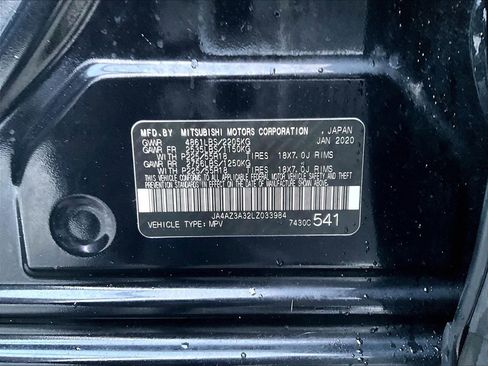 MFD.BY MITSUBISHI MOTORS CORPORATION , JAPAN
GVWR 4861LBS/2205KG JAN 2020
GAWR FR 2535LBS/1150KG
WITH P225/55R18 TIRES 18X7.0J RIMS
GAWR RR 2756LBS/1250KG
WITH P225/55R18 TIRES 18X7.0J RIMS
THIS VEHICLE CONFORMS TO ALL APPLICABLE FEDERAL MOTOR VEHICLE
SAFETY AND THEFT PREVENTION STANDARDS IN EFFECT ON THE DATE OF
MANUFACTURE SHOWN ABOVE.
JA4AZ3A32LZ033984
VEHICLE TYPE: MPV 7430C 541